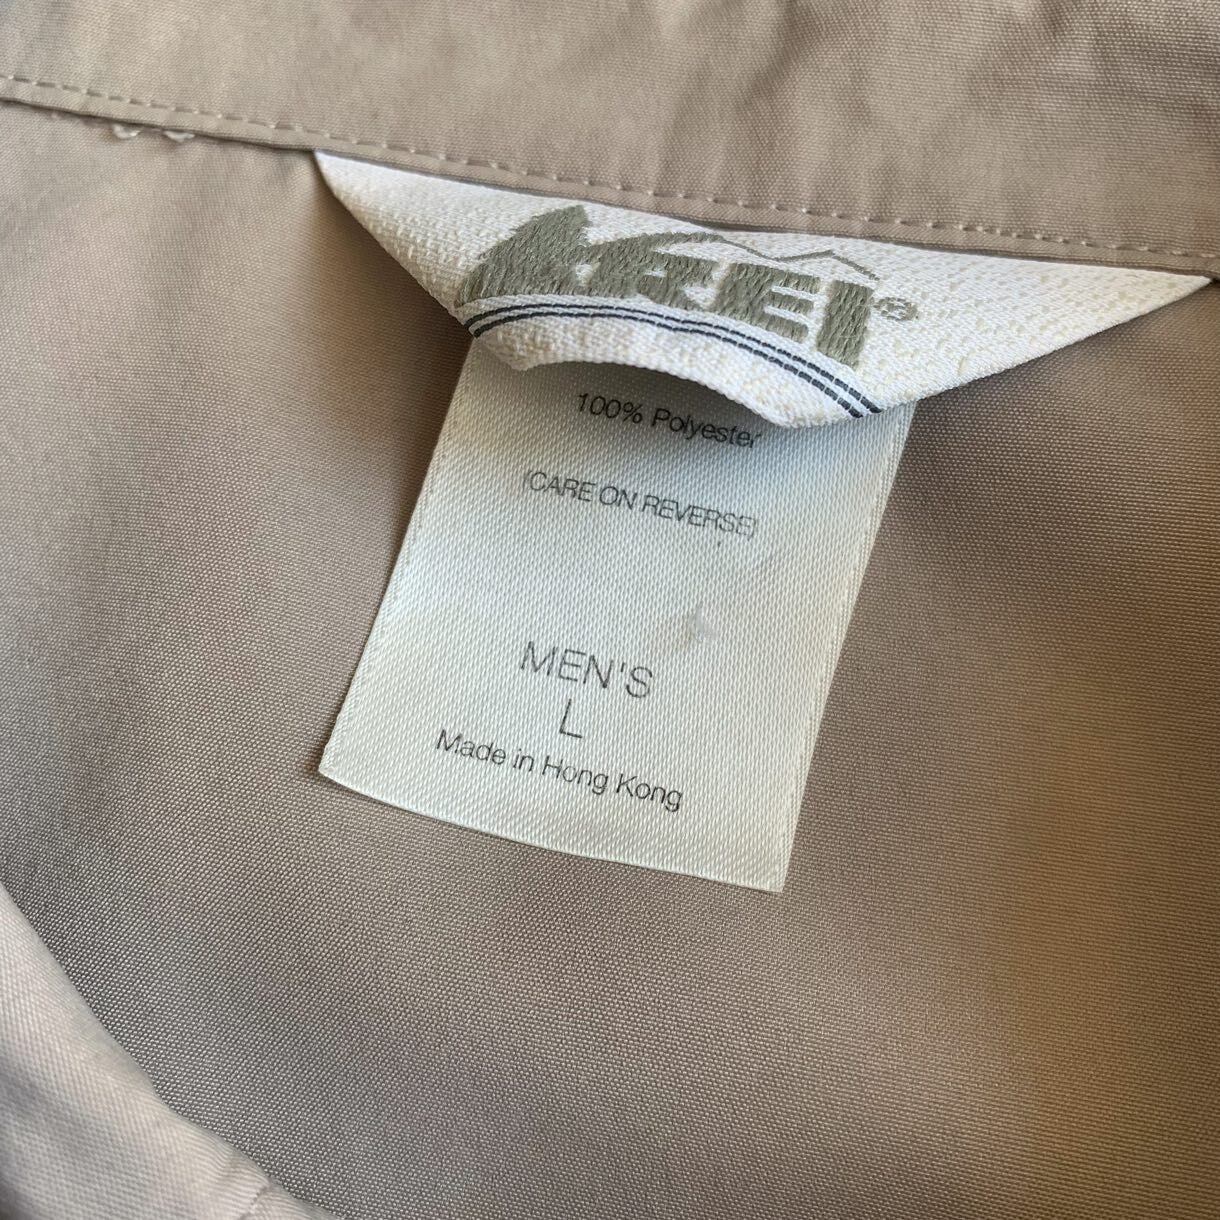 REI®
100% Polyester
(CARE ON REVERSE)
MEN'S
L
Made in Hong Kong